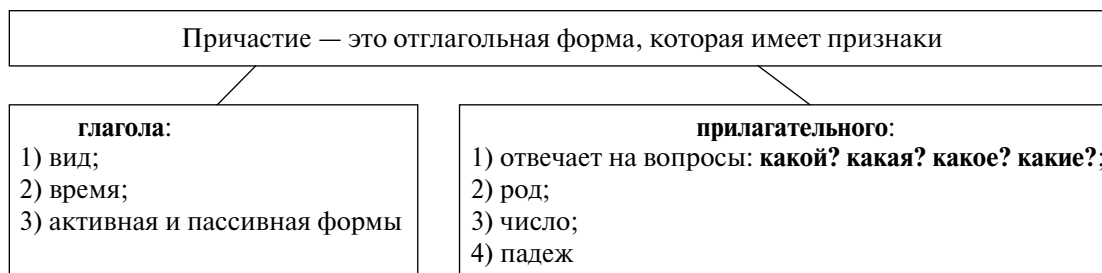 Причастие — это отглагольная форма, которая имеет признаки
глагола:
1) вид;
2) время;
3) активная и пассивная формы
прилагательного:
1) отвечает на вопросы: какой? какая? какое? какие?;
2) род;
3) число;
4) падеж